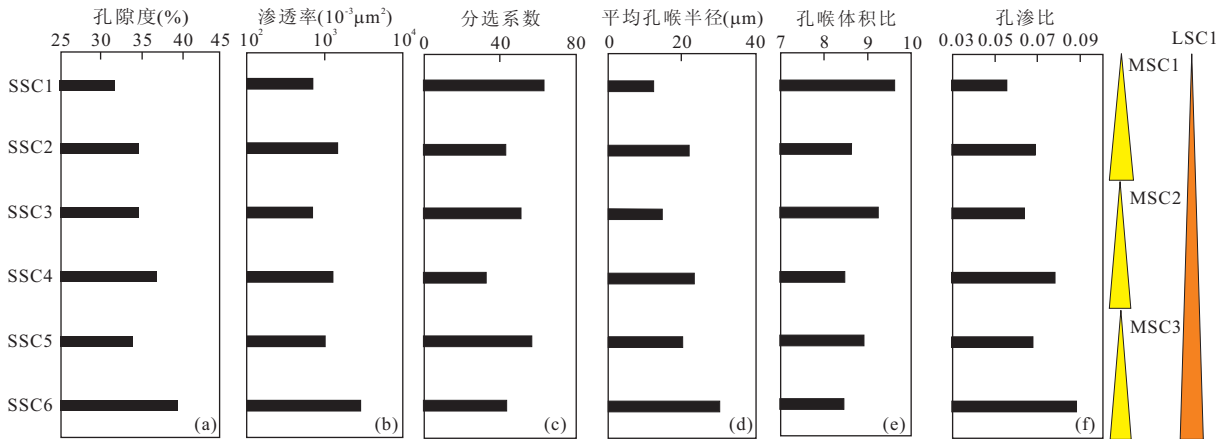 孔隙度(%) 渗透率(10⁻³μm²) 分选系数 平均孔喉半径(μm) 孔喉体积比 孔渗比
25 30 35 40 45 10² 10³ 10⁴ 0 40 80 0 20 40 7 8 9 10 0.03 0.05 0.07 0.09 LSC1
SSC1 MSC1
SSC2
SSC3 MSC2
SSC4
SSC5 MSC3
SSC6 (a) (b) (c) (d) (e) (f)